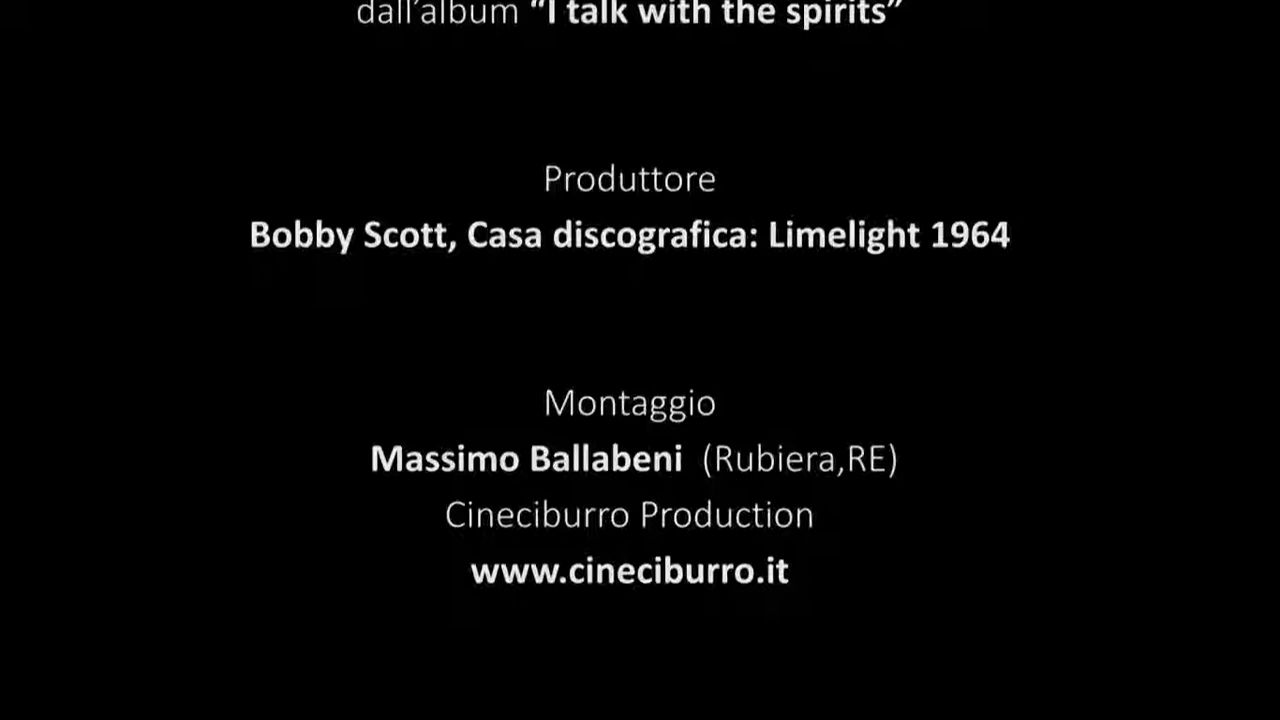 dall'album “I talk with the spirits”
Produttore
Bobby Scott, Casa discografica: Limelight 1964
Montaggio
Massimo Ballabeni (Rubiera,RE)
Cineciburro Production
www.cineciburro.it